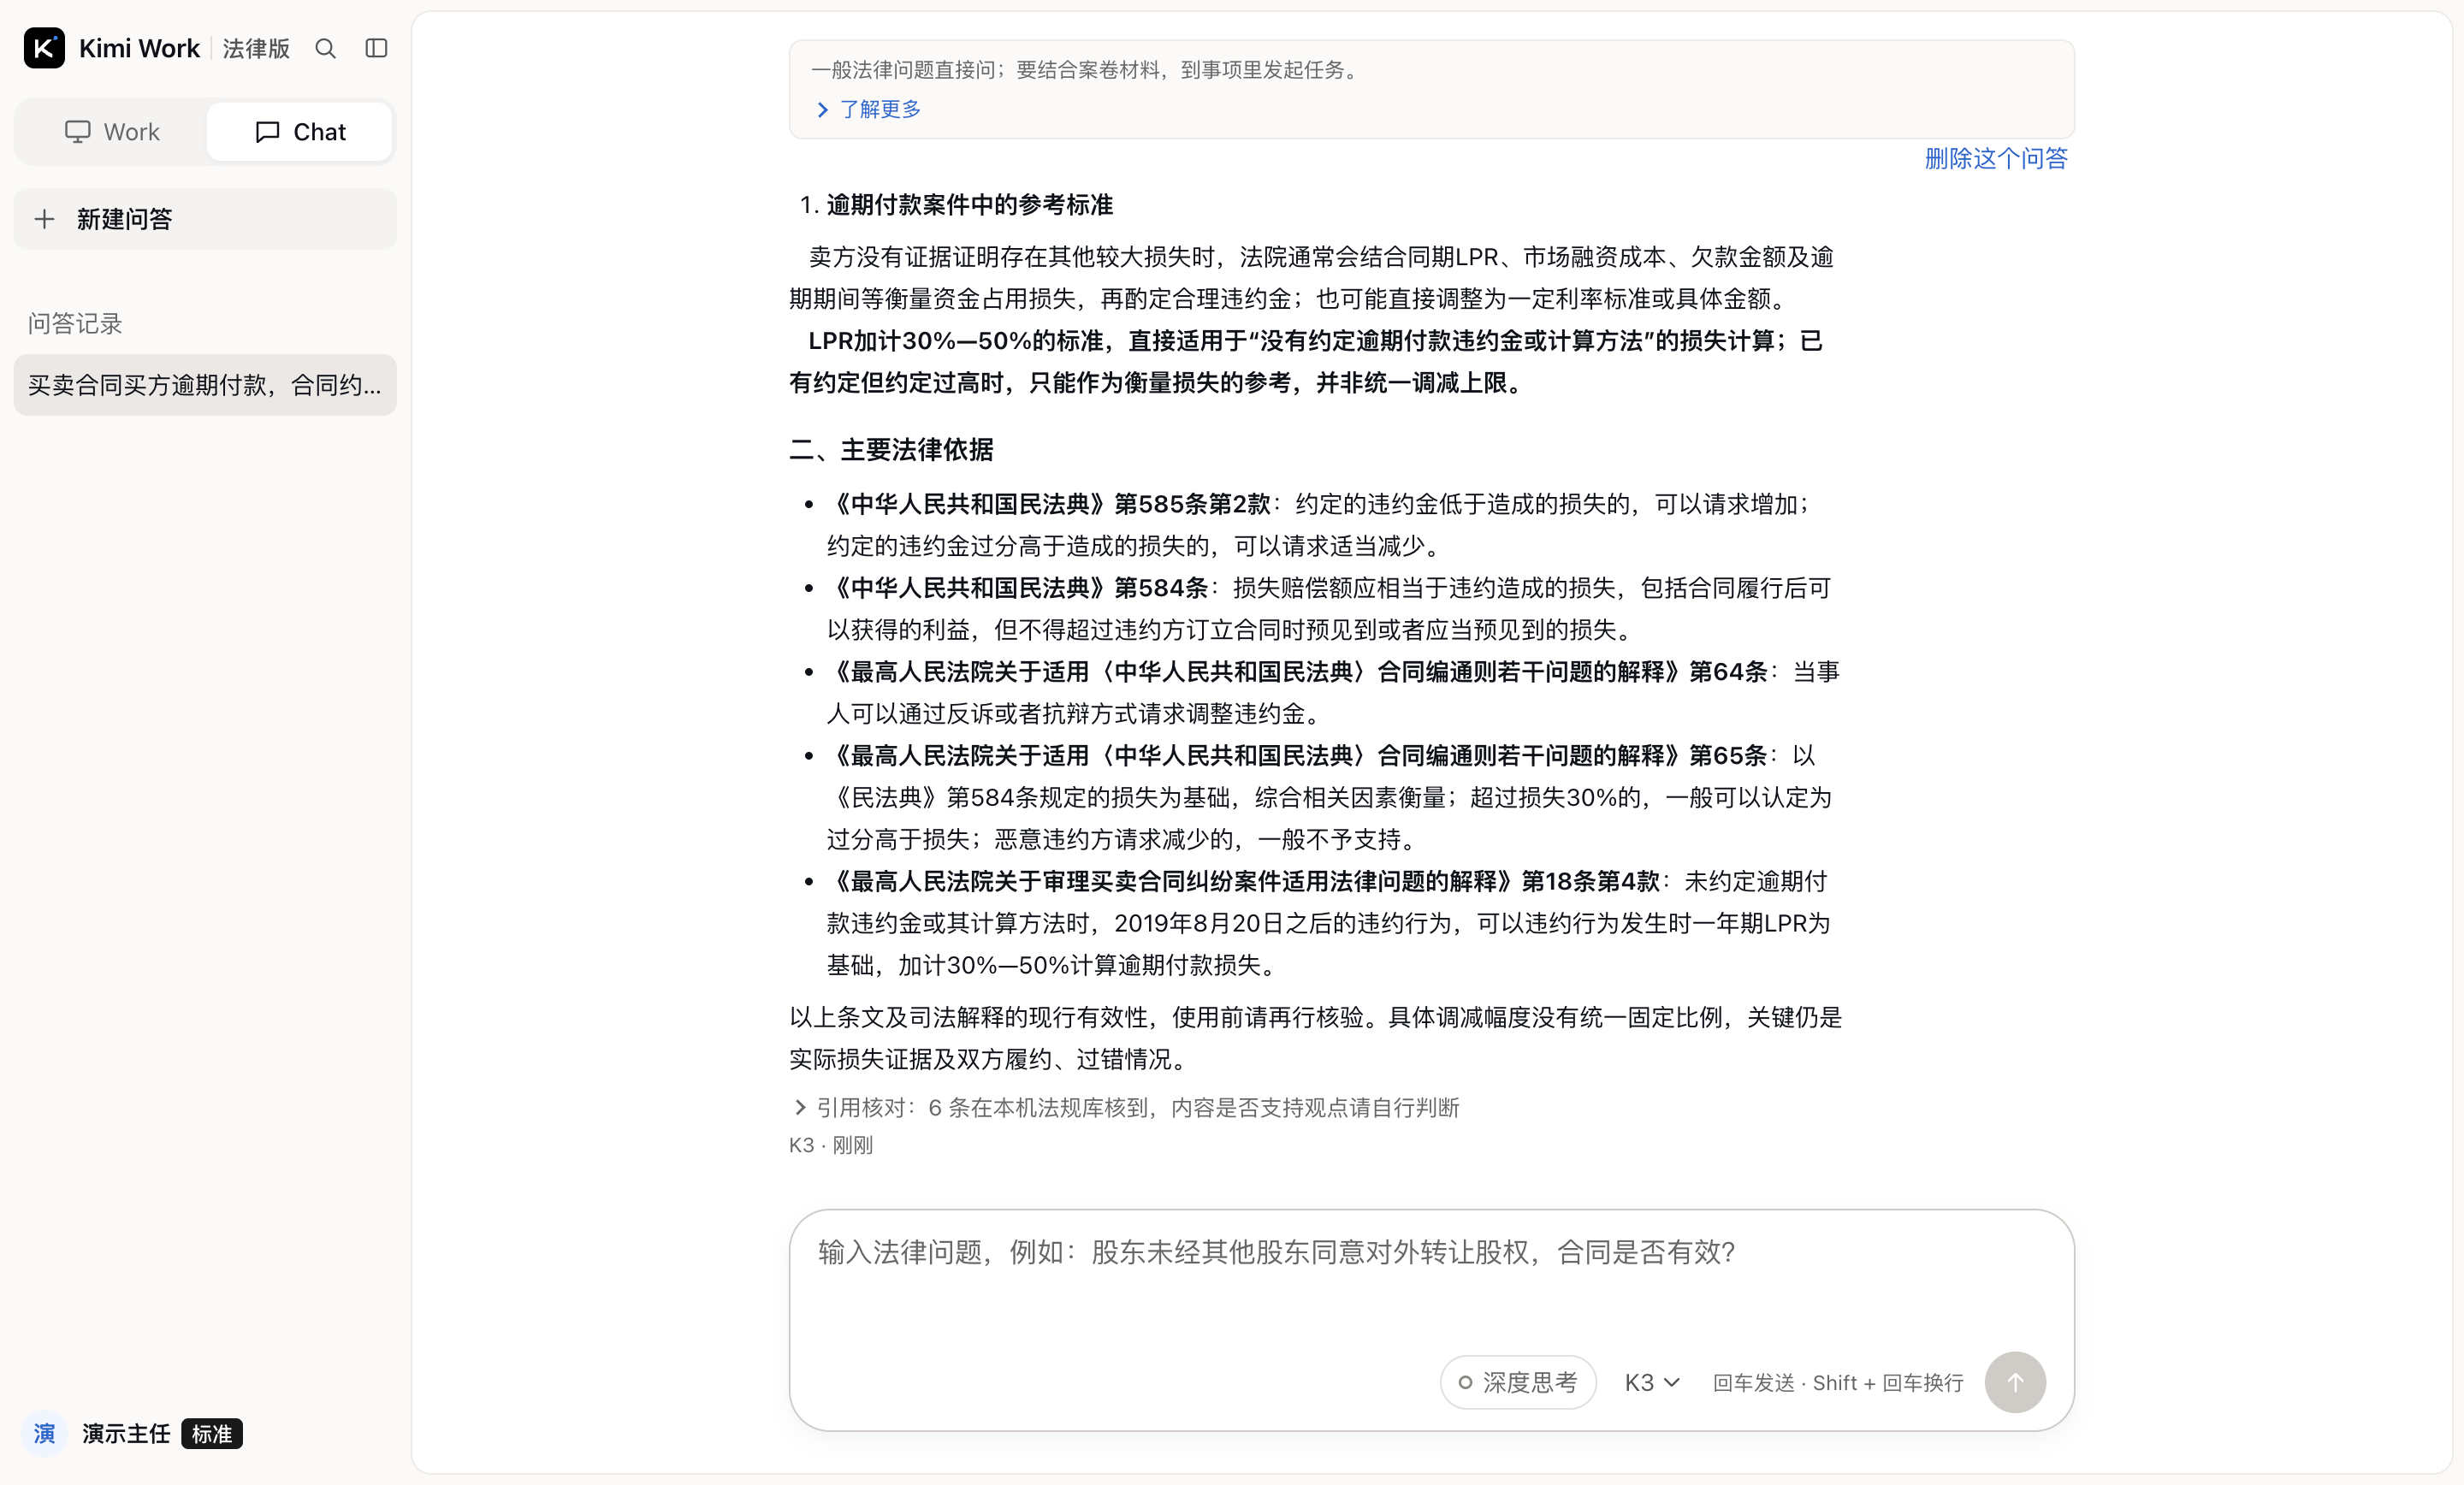 Kimi Work 法律版
Work
Chat
新建问答
问答记录
买卖合同买方逾期付款，合同约...
演 演示主任 标准
一般法律问题直接问；要结合案卷材料，到事项里发起任务。
了解更多
删除这个问答
1. 逾期付款案件中的参考标准
卖方没有证据证明存在其他较大损失时，法院通常会结合同期LPR、市场融资成本、欠款金额及逾
期期间等衡量资金占用损失，再酌定合理违约金；也可能直接调整为一定利率标准或具体金额。
LPR加计30%—50%的标准，直接适用于“没有约定逾期付款违约金或计算方法”的损失计算；已
有约定但约定过高时，只能作为衡量损失的参考，并非统一调减上限。
二、主要法律依据
• 《中华人民共和国民法典》第585条第2款：约定的违约金低于造成的损失的，可以请求增加；
约定的违约金过分高于造成的损失的，可以请求适当减少。
• 《中华人民共和国民法典》第584条：损失赔偿额应相当于违约造成的损失，包括合同履行后可
以获得的利益，但不得超过违约方订立合同时预见到或者应当预见到的损失。
• 《最高人民法院关于适用〈中华人民共和国民法典〉合同编通则若干问题的解释》第64条：当事
人可以通过反诉或者抗辩方式请求调整违约金。
• 《最高人民法院关于适用〈中华人民共和国民法典〉合同编通则若干问题的解释》第65条：以
《民法典》第584条规定的损失为基础，综合相关因素衡量；超过损失30%的，一般可以认定为
过分高于损失；恶意违约方请求减少的，一般不予支持。
• 《最高人民法院关于审理买卖合同纠纷案件适用法律问题的解释》第18条第4款：未约定逾期付
款违约金或其计算方法时，2019年8月20日之后的违约行为，可以违约行为发生时一年期LPR为
基础，加计30%—50%计算逾期付款损失。
以上条文及司法解释的现行有效性，使用前请再行核验。具体调减幅度没有统一固定比例，关键仍是
实际损失证据及双方履约、过错情况。
引用核对：6 条在本机法规库核到，内容是否支持观点请自行判断
K3 · 刚刚
输入法律问题，例如：股东未经其他股东同意对外转让股权，合同是否有效?
深度思考 K3 回车发送 · Shift + 回车换行